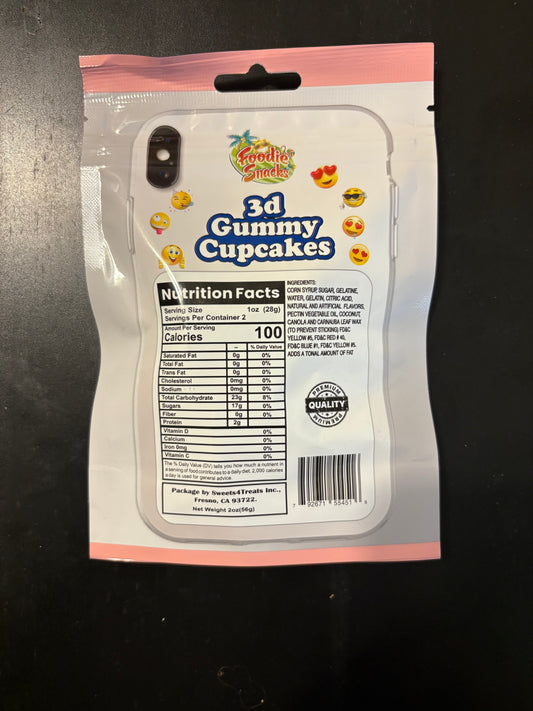 Foodie
Snacks
3d
Gummy
Cupcakes
Nutrition Facts
Serving Size 1oz (28g)
Servings Per Container 2
Amount Per Serving
Calories 100
-- % Daily Value
Saturated Fat 0g 0%
Total Fat 0g 0%
Trans Fat 0g 0%
Cholesterol 0mg 0%
Sodium 0mg 0%
Total Carbohydrate 23g 8%
Sugars 17g 0%
Fiber 0g 0%
Protein 2g
Vitamin D 0%
Calcium 0%
Iron 0mg 0%
Vitamin C 0%
The % Daily Value (DV) tells you how much a nutrient in
a serving of food contributes to a daily diet. 2,000 calories
a day is used for general advice.
Package by Sweets4Treats Inc.,
Fresno, CA 93722.
Net Weight 2oz(56g)
INGREDIENTS:
CORN SYRUP, SUGAR, GELATINE,
WATER, GELATIN, CITRIC ACID,
NATURAL AND ARTIFICIAL FLAVORS,
PECTIN VEGETABLE OIL, COCONUT,
CANOLA AND CARNAUBA LEAF WAX
(TO PREVENT STICKING) FD&C
YELLOW #6, FD&C RED # 40,
FD&C BLUE #1, FD&C YELLOW #5.
ADDS A TONAL AMOUNT OF FAT
PREMIUM
QUALITY
PREMIUM
7 92671 55451 8